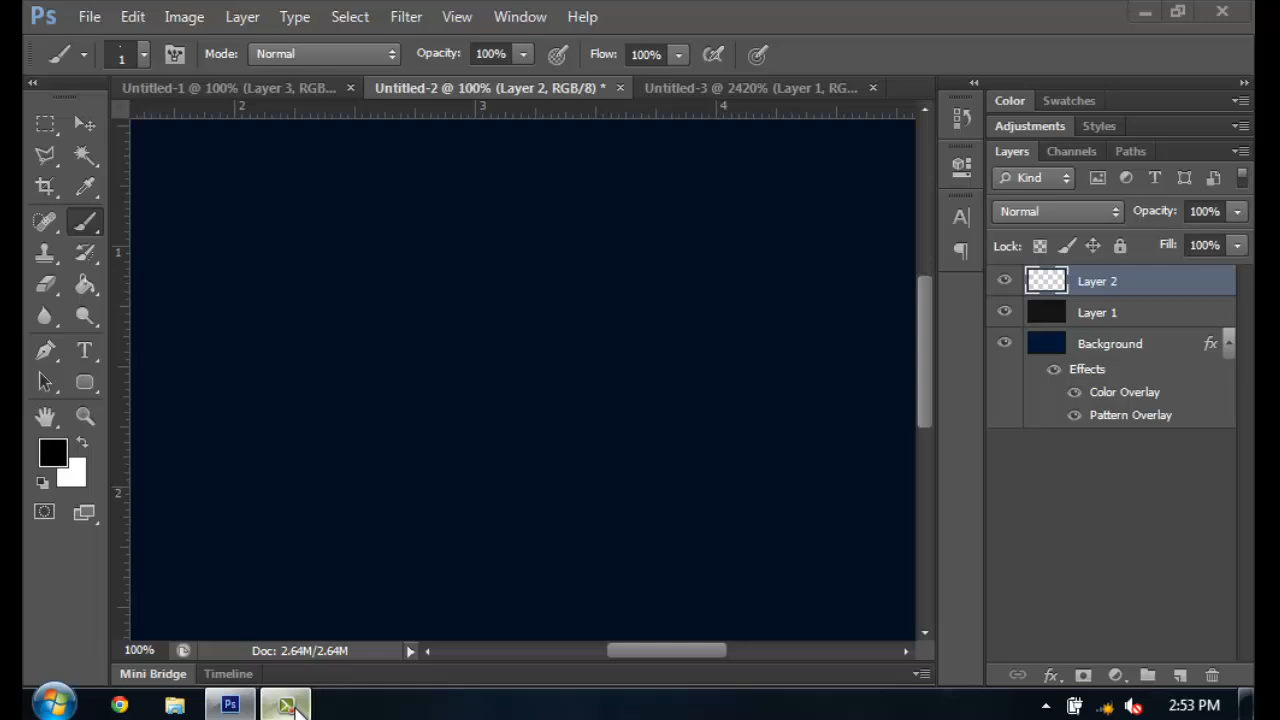 Ps File Edit Image Layer Type Select Filter View Window Help
1 Mode: Normal Opacity: 100% Flow: 100%
Untitled-1 @ 100% (Layer 3, RGB... Untitled-2 @ 100% (Layer 2, RGB/8) * Untitled-3 @ 2420% (Layer 1, RG...
2 3 4
1
2
Color Swatches
Adjustments Styles
Layers Channels Paths
Kind
Normal Opacity: 100%
Lock: Fill: 100%
Layer 2
Layer 1
Background fx
Effects
Color Overlay
Pattern Overlay
100% Doc: 2.64M/2.64M
Mini Bridge Timeline
fx
Ps 2:53 PM